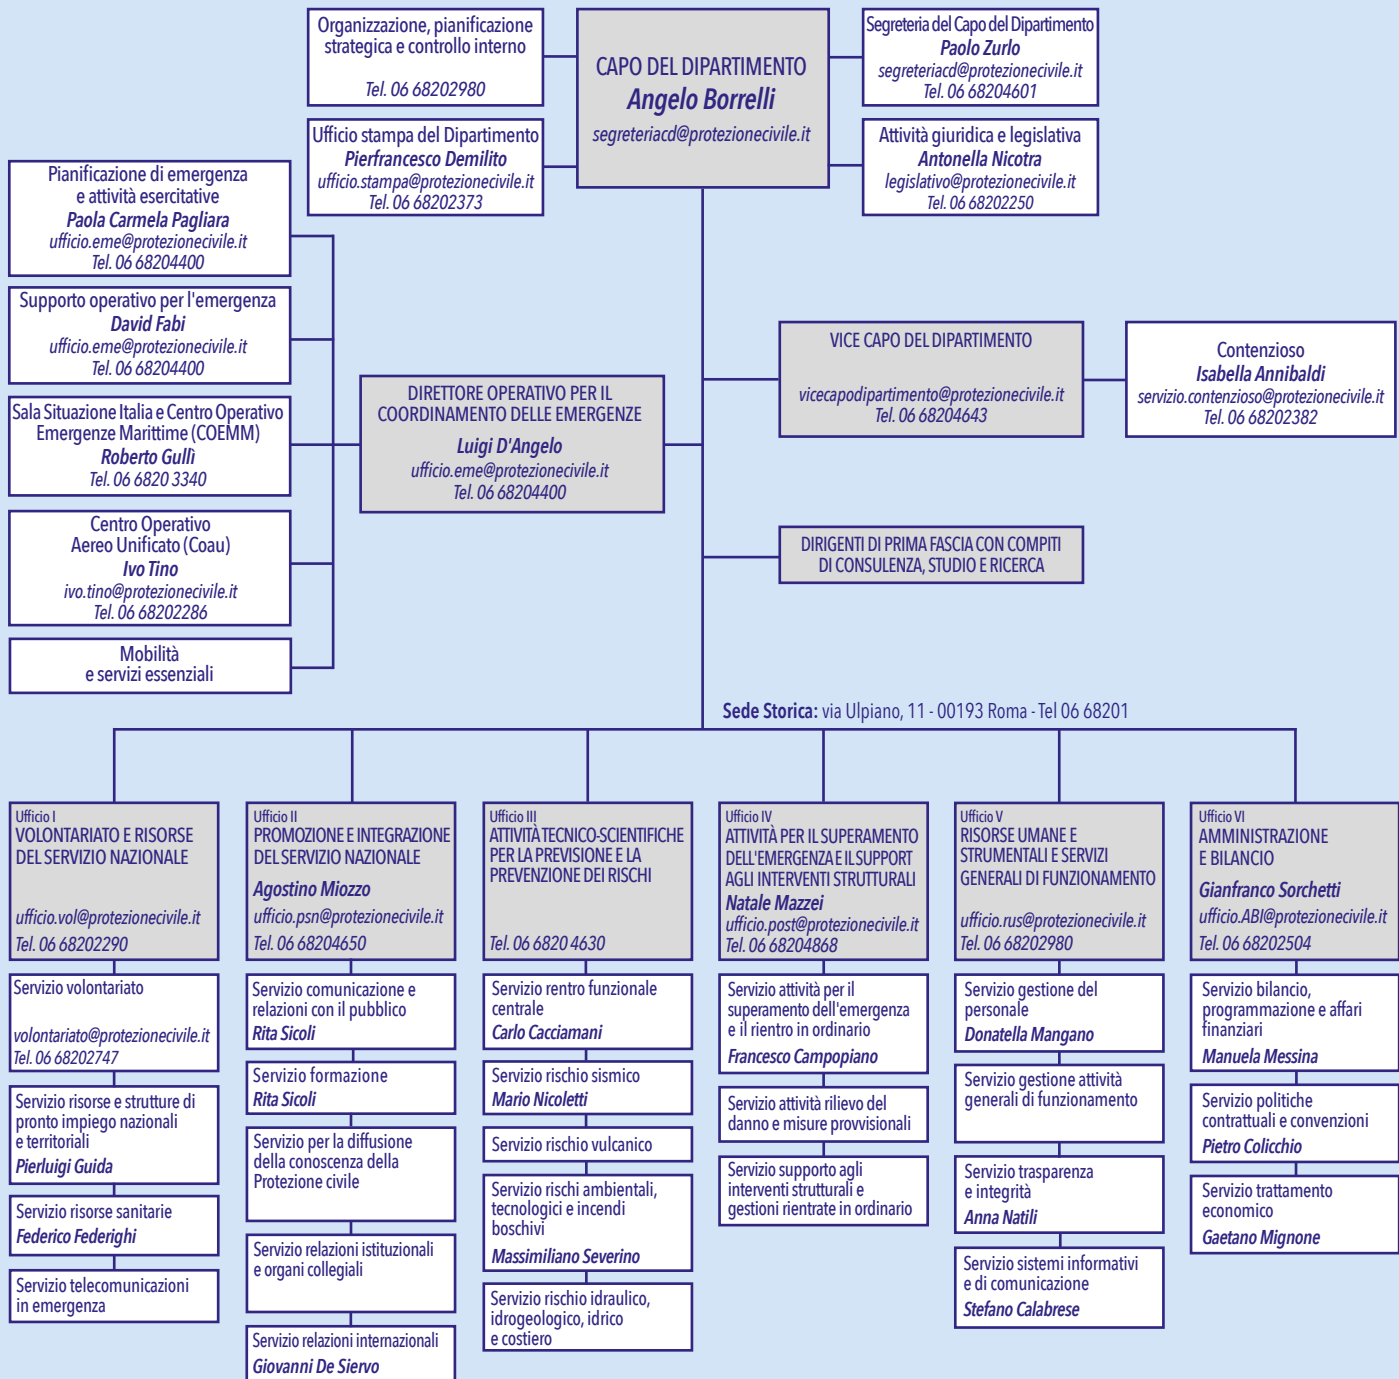 Organizzazione, pianificazione
strategica e controllo interno
Tel. 06 68202980
CAPO DEL DIPARTIMENTO
Angelo Borrelli
segreteriacd@protezionecivile.it
Segreteria del Capo del Dipartimento
Paolo Zurlo
segreteriacd@protezionecivile.it
Tel. 06 68204601
Ufficio stampa del Dipartimento
Pierfrancesco Demilito
ufficio.stampa@protezionecivile.it
Tel. 06 68202373
Attività giuridica e legislativa
Antonella Nicotra
legislativo@protezionecivile.it
Tel. 06 68202250
Pianificazione di emergenza
e attività esercitative
Paola Carmela Pagliara
ufficio.eme@protezionecivile.it
Tel. 06 68204400
Supporto operativo per l'emergenza
David Fabi
ufficio.eme@protezionecivile.it
Tel. 06 68204400
Sala Situazione Italia e Centro Operativo
Emergenze Marittime (COEMM)
Roberto Gullì
Tel. 06 6820 3340
Centro Operativo
Aereo Unificato (Coau)
Ivo Tino
ivo.tino@protezionecivile.it
Tel. 06 68202286
Mobilità
e servizi essenziali
DIRETTORE OPERATIVO PER IL
COORDINAMENTO DELLE EMERGENZE
Luigi D'Angelo
ufficio.eme@protezionecivile.it
Tel. 06 68204400
VICE CAPO DEL DIPARTIMENTO
vicecapodipartimento@protezionecivile.it
Tel. 06 68204643
Contenzioso
Isabella Annibaldi
servizio.contenzioso@protezionecivile.it
Tel. 06 68202382
DIRIGENTI DI PRIMA FASCIA CON COMPITI
DI CONSULENZA, STUDIO E RICERCA
Sede Storica: via Ulpiano, 11 - 00193 Roma - Tel 06 68201
Ufficio I
VOLONTARIATO E RISORSE
DEL SERVIZIO NAZIONALE
ufficio.vol@protezionecivile.it
Tel. 06 68202290
Servizio volontariato
volontariato@protezionecivile.it
Tel. 06 68202747
Servizio risorse e strutture di
pronto impiego nazionali
e territoriali
Pierluigi Guida
Servizio risorse sanitarie
Federico Federighi
Servizio telecomunicazioni
in emergenza
Ufficio II
PROMOZIONE E INTEGRAZIONE
DEL SERVIZIO NAZIONALE
Agostino Miozzo
ufficio.psn@protezionecivile.it
Tel. 06 68204650
Servizio comunicazione e
relazioni con il pubblico
Rita Sicoli
Servizio formazione
Rita Sicoli
Servizio per la diffusione
della conoscenza della
Protezione civile
Servizio relazioni istituzionali
e organi collegiali
Servizio relazioni internazionali
Giovanni De Siervo
Ufficio III
ATTIVITÀ TECNICO-SCIENTIFICHE
PER LA PREVISIONE E LA
PREVENZIONE DEI RISCHI
Tel. 06 6820 4630
Servizio rentro funzionale
centrale
Carlo Cacciamani
Servizio rischio sismico
Mario Nicoletti
Servizio rischio vulcanico
Servizio rischi ambientali,
tecnologici e incendi
boschivi
Massimiliano Severino
Servizio rischio idraulico,
idrogeologico, idrico
e costiero
Ufficio IV
ATTIVITÀ PER IL SUPERAMENTO
DELL'EMERGENZA E IL SUPPORT
AGLI INTERVENTI STRUTTURALI
Natale Mazzei
ufficio.post@protezionecivile.it
Tel. 06 68204868
Servizio attività per il
superamento dell'emergenza
e il rientro in ordinario
Francesco Campopiano
Servizio attività rilievo del
danno e misure provvisionali
Servizio supporto agli
interventi strutturali e
gestioni rientrate in ordinario
Ufficio V
RISORSE UMANE E
STRUMENTALI E SERVIZI
GENERALI DI FUNZIONAMENTO
ufficio.rus@protezionecivile.it
Tel. 06 68202980
Servizio gestione del
personale
Donatella Mangano
Servizio gestione attività
generali di funzionamento
Servizio trasparenza
e integrità
Anna Natili
Servizio sistemi informativi
e di comunicazione
Stefano Calabrese
Ufficio VI
AMMINISTRAZIONE
E BILANCIO
Gianfranco Sorchetti
ufficio.ABI@protezionecivile.it
Tel. 06 68202504
Servizio bilancio,
programmazione e affari
finanziari
Manuela Messina
Servizio politiche
contrattuali e convenzioni
Pietro Colicchio
Servizio trattamento
economico
Gaetano Mignone